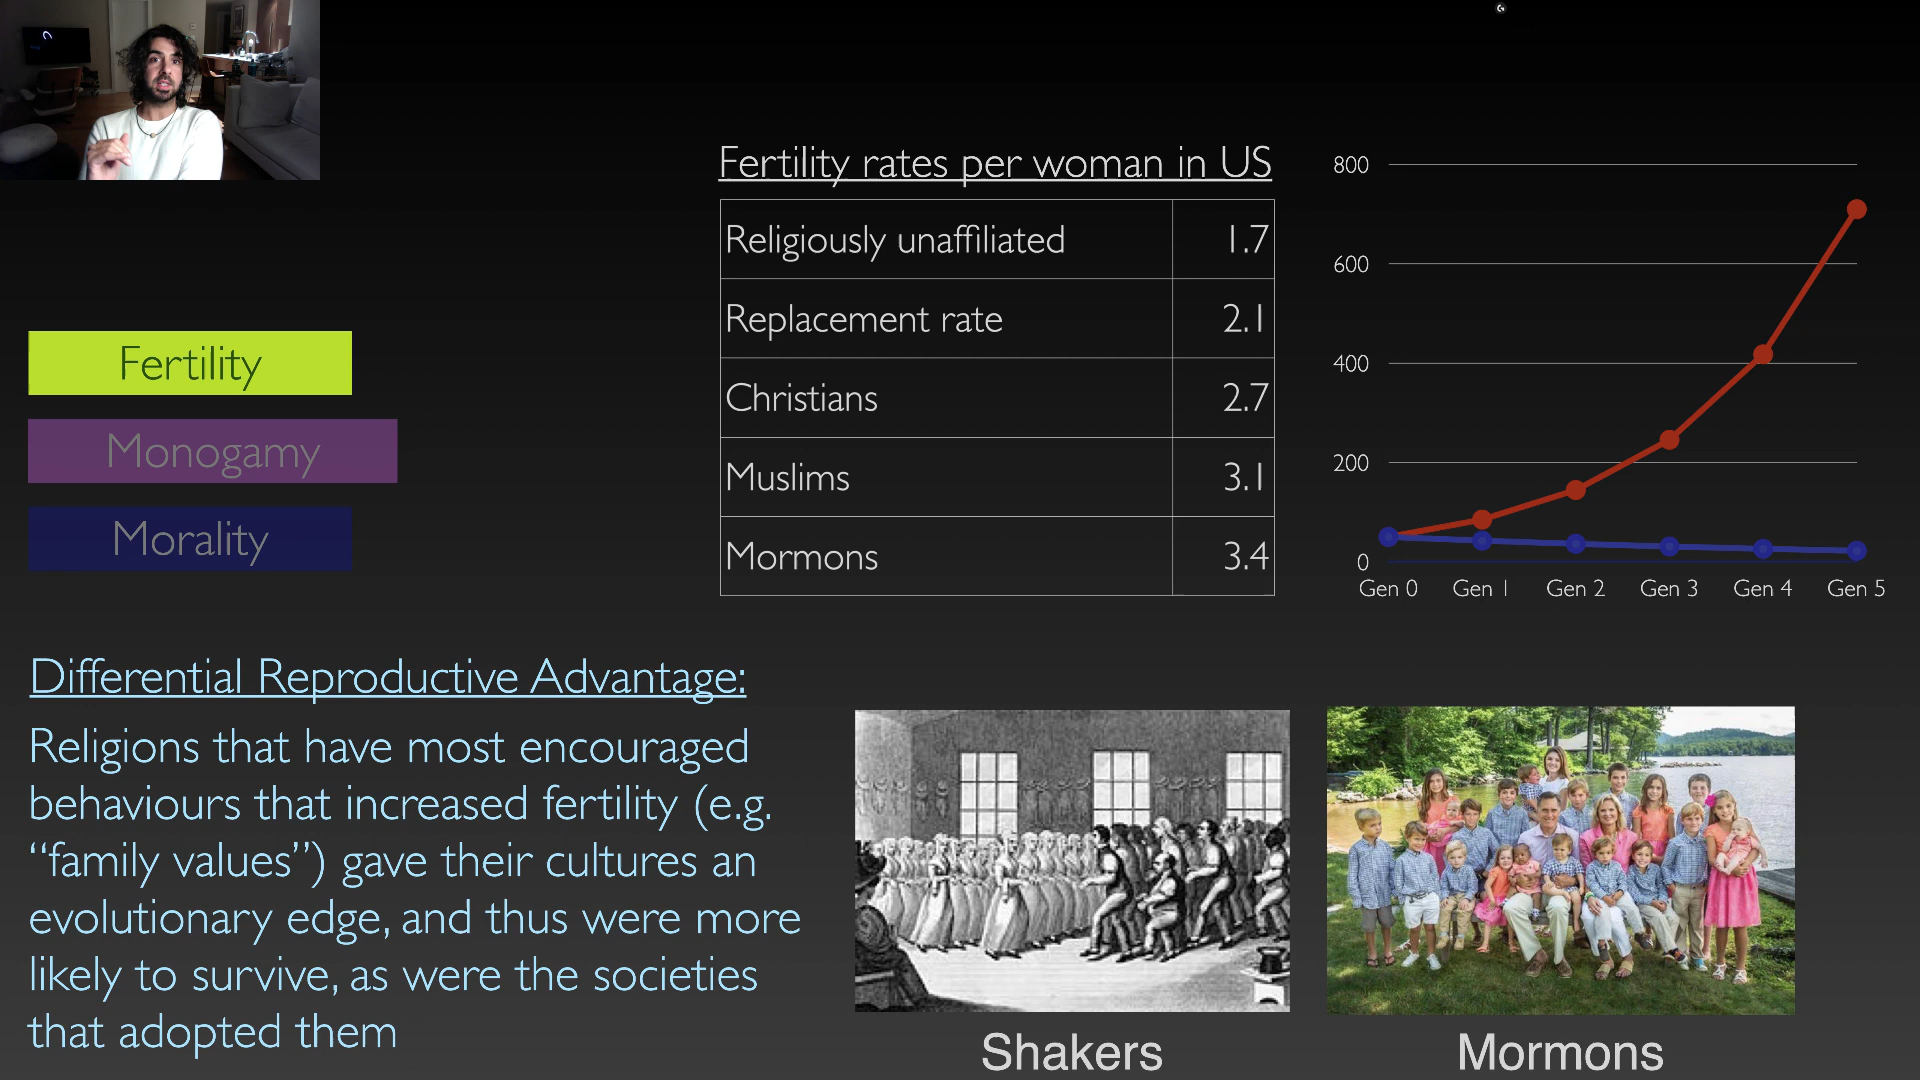 Fertility rates per woman in US
Religiously unaffiliated 1.7
Replacement rate 2.1
Christians 2.7
Muslims 3.1
Mormons 3.4
800
600
400
200
0
Gen 0 Gen 1 Gen 2 Gen 3 Gen 4 Gen 5
Fertility
Monogamy
Morality
Differential Reproductive Advantage:
Religions that have most encouraged
behaviours that increased fertility (e.g.
“family values”) gave their cultures an
evolutionary edge, and thus were more
likely to survive, as were the societies
that adopted them
Shakers
Mormons